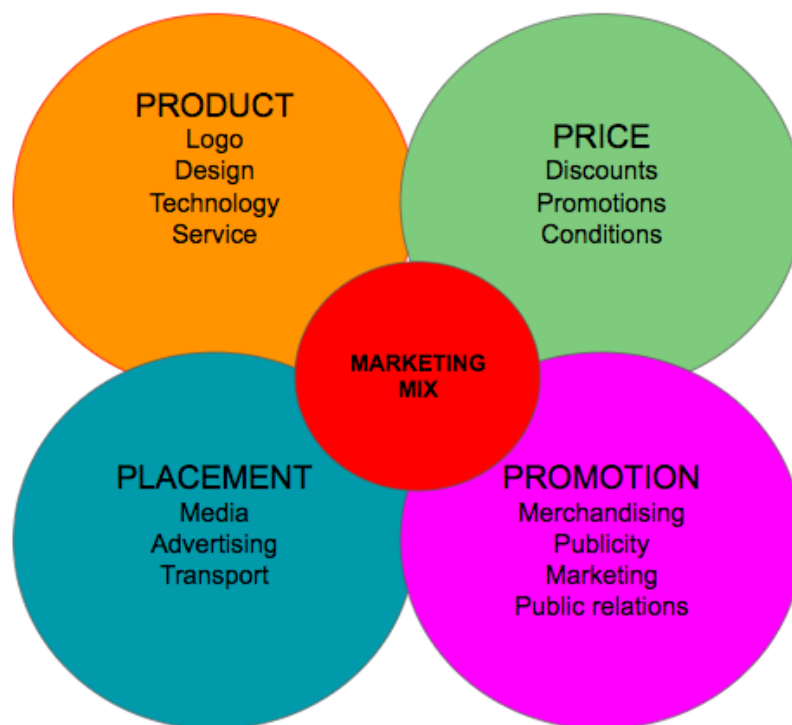 PRODUCT
Logo
Design
Technology
Service
PRICE
Discounts
Promotions
Conditions
MARKETING
MIX
PLACEMENT
Media
Advertising
Transport
PROMOTION
Merchandising
Publicity
Marketing
Public relations